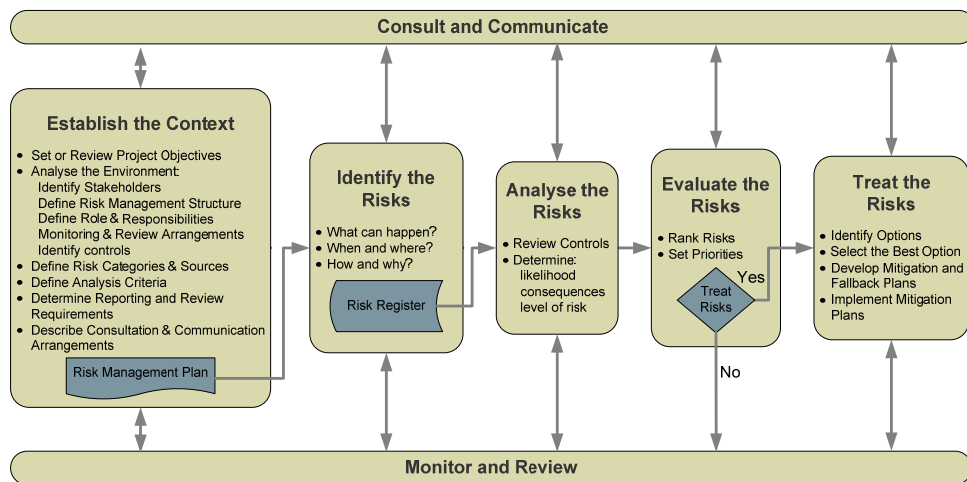 Consult and Communicate
Establish the Context
• Set or Review Project Objectives
• Analyse the Environment:
Identify Stakeholders
Define Risk Management Structure
Define Role & Responsibilities
Monitoring & Review Arrangements
Identify controls
• Define Risk Categories & Sources
• Define Analysis Criteria
• Determine Reporting and Review
Requirements
• Describe Consultation & Communication
Arrangements
Risk Management Plan
Identify the
Risks
• What can happen?
• When and where?
• How and why?
Risk Register
Analyse the
Risks
• Review Controls
• Determine:
likelihood
consequences
level of risk
Evaluate the
Risks
• Rank Risks
• Set Priorities
Yes
Treat
Risks
No
Treat the
Risks
• Identify Options
• Select the Best Option
• Develop Mitigation and
Fallback Plans
• Implement Mitigation
Plans
Monitor and Review